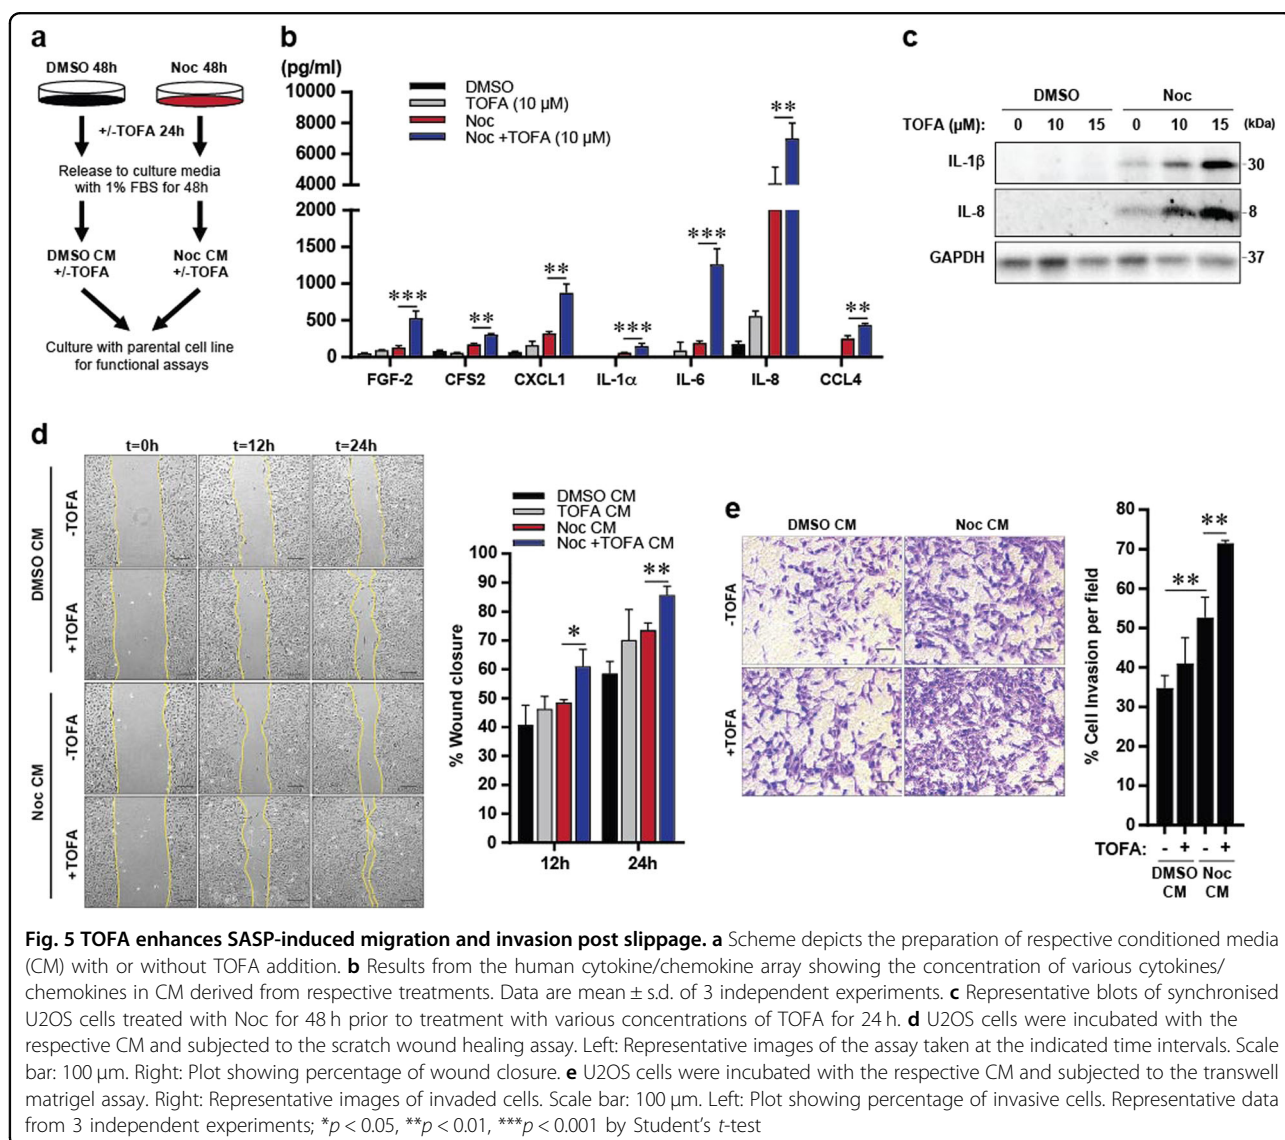 a
DMSO 48h
Noc 48h
+/-TOFA 24h
Release to culture media
with 1% FBS for 48h
DMSO CM
+/-TOFA
Noc CM
+/-TOFA
Culture with parental cell line
for functional assays
b
(pg/ml)
DMSO
TOFA (10 µM)
Noc
Noc +TOFA (10 µM)
10000
8000
6000
4000
2000
1500
1000
500
0
***
**
**
***
***
**
**
FGF-2
CFS2
CXCL1
IL-1α
IL-6
IL-8
CCL4
c
DMSO
Noc
TOFA (µM):
0
10
15
0
10
15
(kDa)
IL-1β
-30
IL-8
-8
GAPDH
-37
d
t=0h
t=12h
t=24h
DMSO CM
-TOFA
+TOFA
Noc CM
-TOFA
+TOFA
DMSO CM
TOFA CM
Noc CM
Noc +TOFA CM
% Wound closure
100
90
80
70
60
50
40
30
20
10
0
*
**
12h
24h
e
DMSO CM
Noc CM
-TOFA
+TOFA
% Cell Invasion per field
80
70
60
50
40
30
20
10
0
**
**
TOFA:
-
+
-
+
DMSO
CM
Noc
CM
Fig. 5 TOFA enhances SASP-induced migration and invasion post slippage. a Scheme depicts the preparation of respective conditioned media
(CM) with or without TOFA addition. b Results from the human cytokine/chemokine array showing the concentration of various cytokines/
chemokines in CM derived from respective treatments. Data are mean ± s.d. of 3 independent experiments. c Representative blots of synchronised
U2OS cells treated with Noc for 48 h prior to treatment with various concentrations of TOFA for 24 h. d U2OS cells were incubated with the
respective CM and subjected to the scratch wound healing assay. Left: Representative images of the assay taken at the indicated time intervals. Scale
bar: 100 µm. Right: Plot showing percentage of wound closure. e U2OS cells were incubated with the respective CM and subjected to the transwell
matrigel assay. Right: Representative images of invaded cells. Scale bar: 100 µm. Left: Plot showing percentage of invasive cells. Representative data
from 3 independent experiments; *p < 0.05, **p < 0.01, ***p < 0.001 by Student's t-test